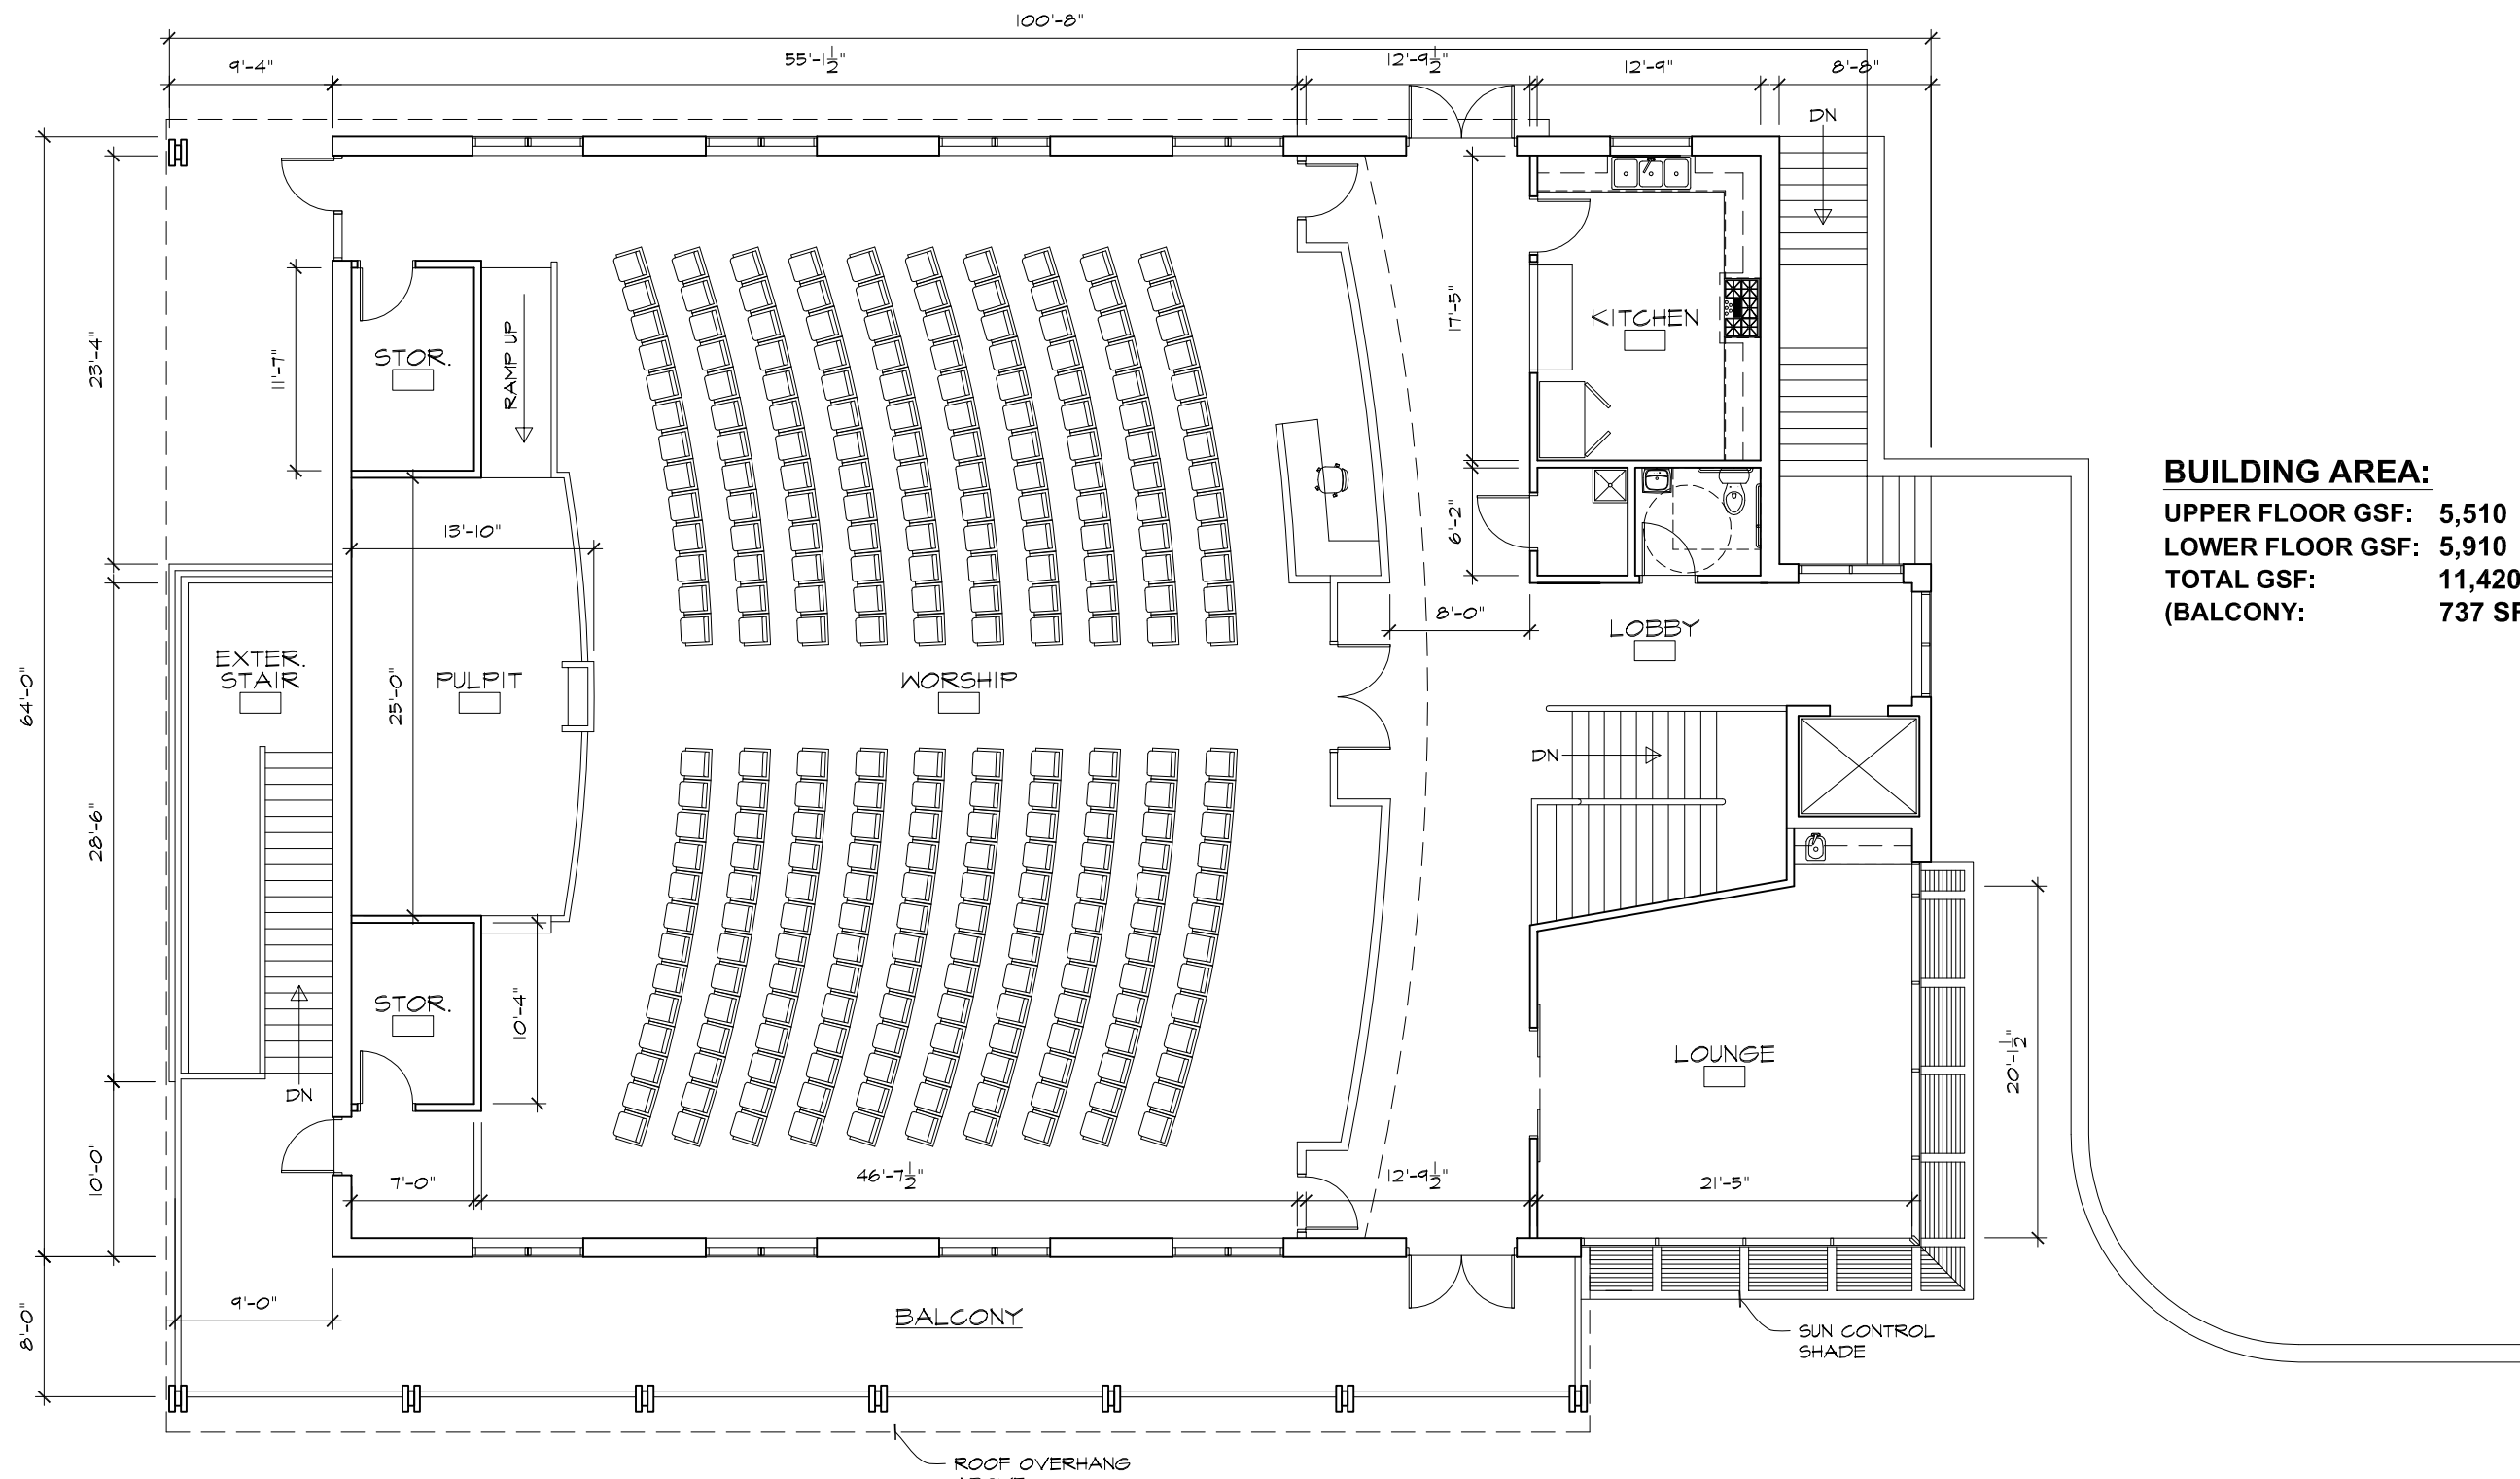 100'-8"
9'-4"
55'-1 1/2"
12'-9 1/2"
12'-9"
8'-8"
DN
23'-4"
11'-7"
STOR.
RAMP UP
17'-5"
KITCHEN
BUILDING AREA:
UPPER FLOOR GSF: 5,510
LOWER FLOOR GSF: 5,910
TOTAL GSF: 11,420
(BALCONY: 737 SF
13'-10"
6'-2"
8'-0"
LOBBY
EXTER.
STAIR
PULPIT
WORSHIP
64'-0"
25'-0"
DN
28'-6"
STOR.
10'-4"
DN
LOUNGE
20'-1 1/2"
10'-0"
7'-0"
46'-7 1/2"
12'-9 1/2"
21'-5"
9'-0"
8'-0"
BALCONY
SUN CONTROL
SHADE
ROOF OVERHANG